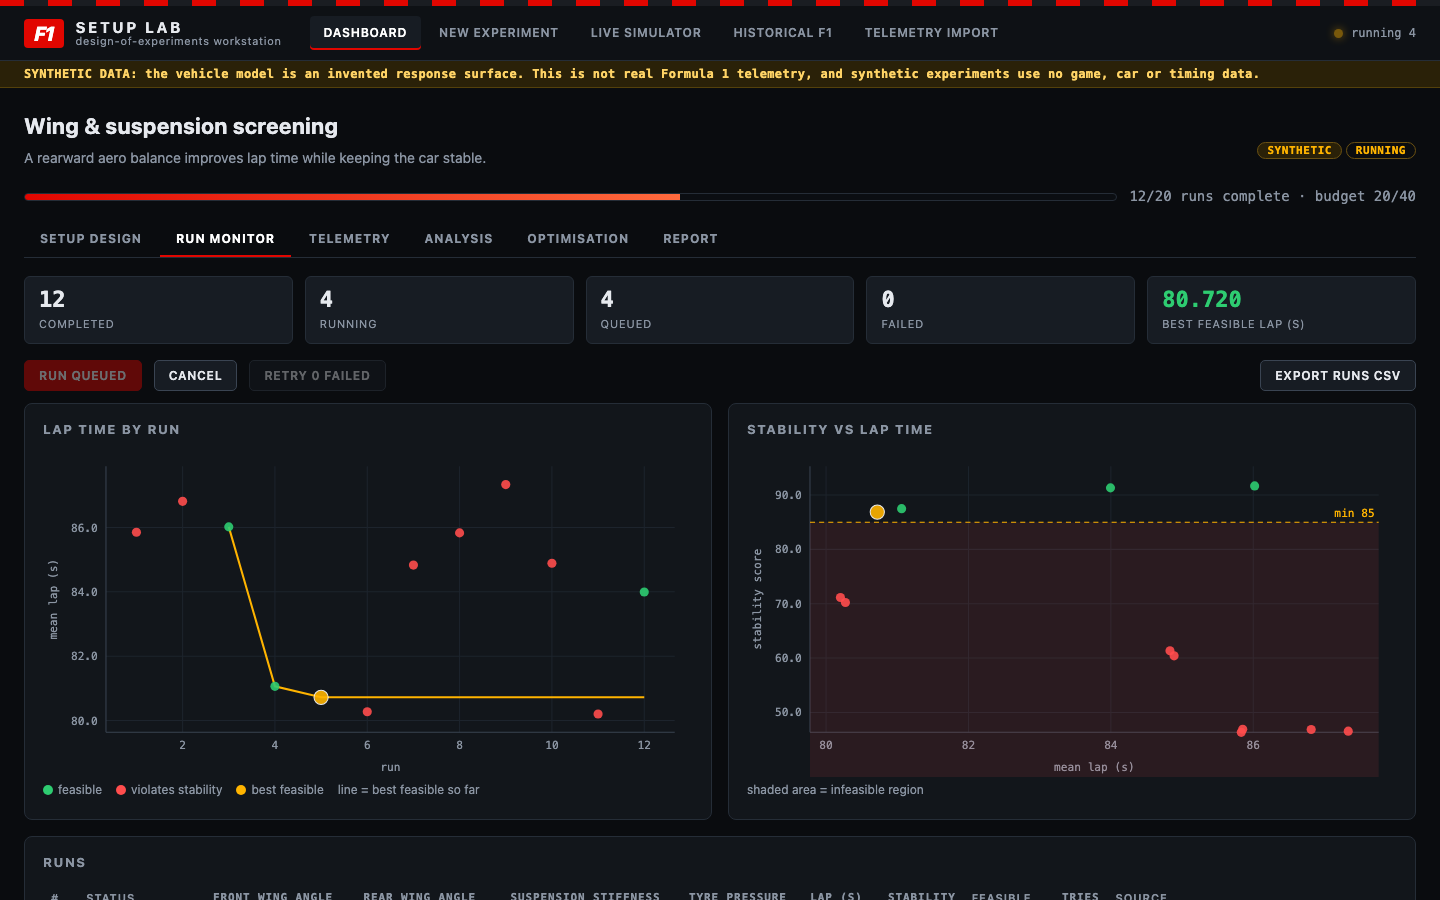 F1
SETUP LAB
design-of-experiments workstation
DASHBOARD
NEW EXPERIMENT
LIVE SIMULATOR
HISTORICAL F1
TELEMETRY IMPORT
running 4
SYNTHETIC DATA: the vehicle model is an invented response surface. This is not real Formula 1 telemetry, and synthetic experiments use no game, car or timing data.
Wing & suspension screening
A rearward aero balance improves lap time while keeping the car stable.
SYNTHETIC
RUNNING
12/20 runs complete · budget 20/40
SETUP DESIGN
RUN MONITOR
TELEMETRY
ANALYSIS
OPTIMISATION
REPORT
12
COMPLETED
4
RUNNING
4
QUEUED
0
FAILED
80.720
BEST FEASIBLE LAP (S)
RUN QUEUED
CANCEL
RETRY 0 FAILED
EXPORT RUNS CSV
LAP TIME BY RUN
86.0
84.0
82.0
80.0
mean lap (s)
2 4 6 8 10 12
run
feasible violates stability best feasible line = best feasible so far
STABILITY VS LAP TIME
90.0
80.0
70.0
60.0
50.0
stability score
min 85
80 82 84 86
mean lap (s)
shaded area = infeasible region
RUNS
# STATUS FRONT WING ANGLE REAR WING ANGLE SUSPENSION STIFFNESS TYRE PRESSURE LAP (S) STABILITY FEASIBLE TRIES SOURCE